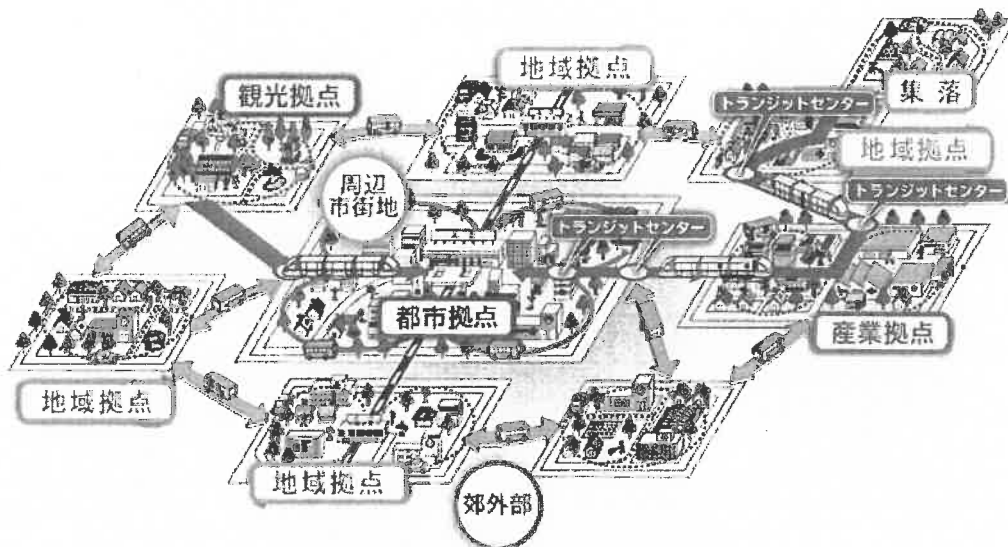 地域拠点
集落
観光拠点
トランジットセンター
地域拠点
周辺
市街地
トランジットセンター
トランジットセンター
都市拠点
産業拠点
地域拠点
地域拠点
郊外部